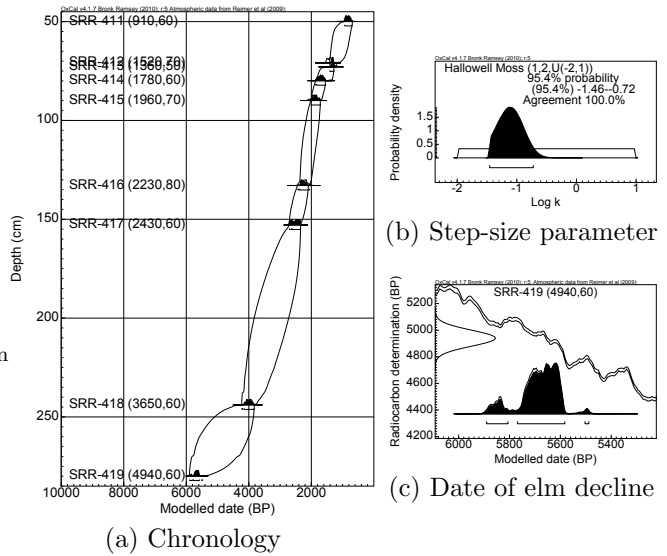 OxCal v4.1.7 Bronk Ramsey (2010); r:5 Atmospheric data from Reimer et al (2009);
50
100
150
200
250
Depth (cm)
SRR-411 (910,60)
SRR-412 (1520,70)
SRR-414 (1780,60)
SRR-415 (1960,70)
SRR-416 (2230,80)
SRR-417 (2430,60)
SRR-418 (3650,60)
SRR-419 (4940,60)
10000 8000 6000 4000 2000
Modelled date (BP)
(a) Chronology
n
OxCal v4.1.7 Bronk Ramsey (2010); r:5
Hallowell Moss (1,2,U(-2,1))
95.4% probability
(95.4%) -1.46--0.72
Agreement 100.0%
Probability density
1.5
1
0.5
0
-2 -1 0 1
Log k
(b) Step-size parameter
OxCal v4.1.7 Bronk Ramsey (2010); r:5 Atmospheric data from Reimer et al (2009);
SRR-419 (4940,60)
Radiocarbon determination (BP)
5200
5000
4800
4600
4400
4200
6000 5800 5600 5400
Modelled date (BP)
(c) Date of elm decline